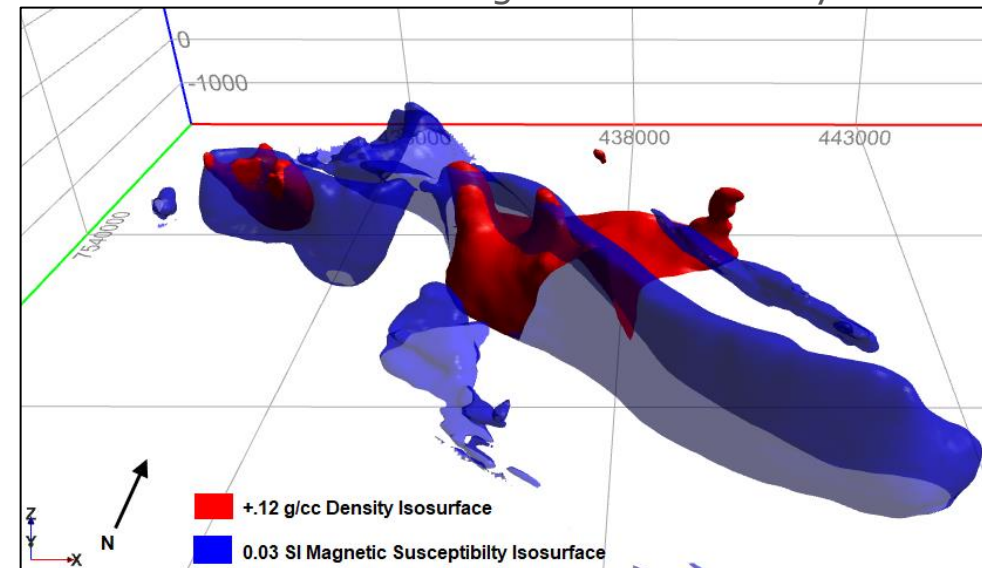 0
-1000
438000
443000
7540000
Z
Y
X
N
+.12 g/cc Density Isosurface
0.03 SI Magnetic Susceptibilty Isosurface